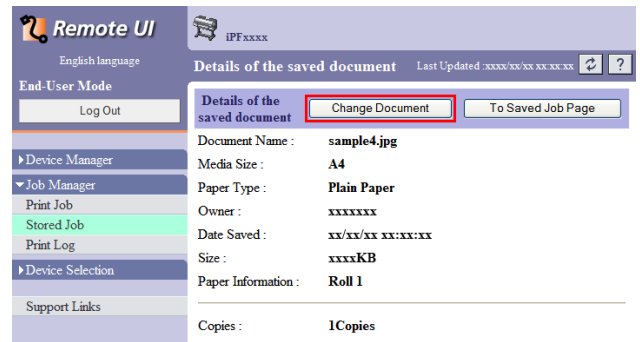 Remote UI
iPFxxxx
English language
Details of the saved document Last Updated :xxxx/xx/xx xx:xx:xx ?
End-User Mode
Log Out
Details of the
saved document
Change Document
To Saved Job Page
Document Name : sample4.jpg
Device Manager
Media Size : A4
Job Manager
Paper Type : Plain Paper
Print Job
Owner : xxxxxxx
Stored Job
Date Saved : xx/xx/xx xx:xx:xx
Print Log
Size : xxxxKB
Device Selection
Paper Information : Roll 1
Support Links
Copies : 1Copies